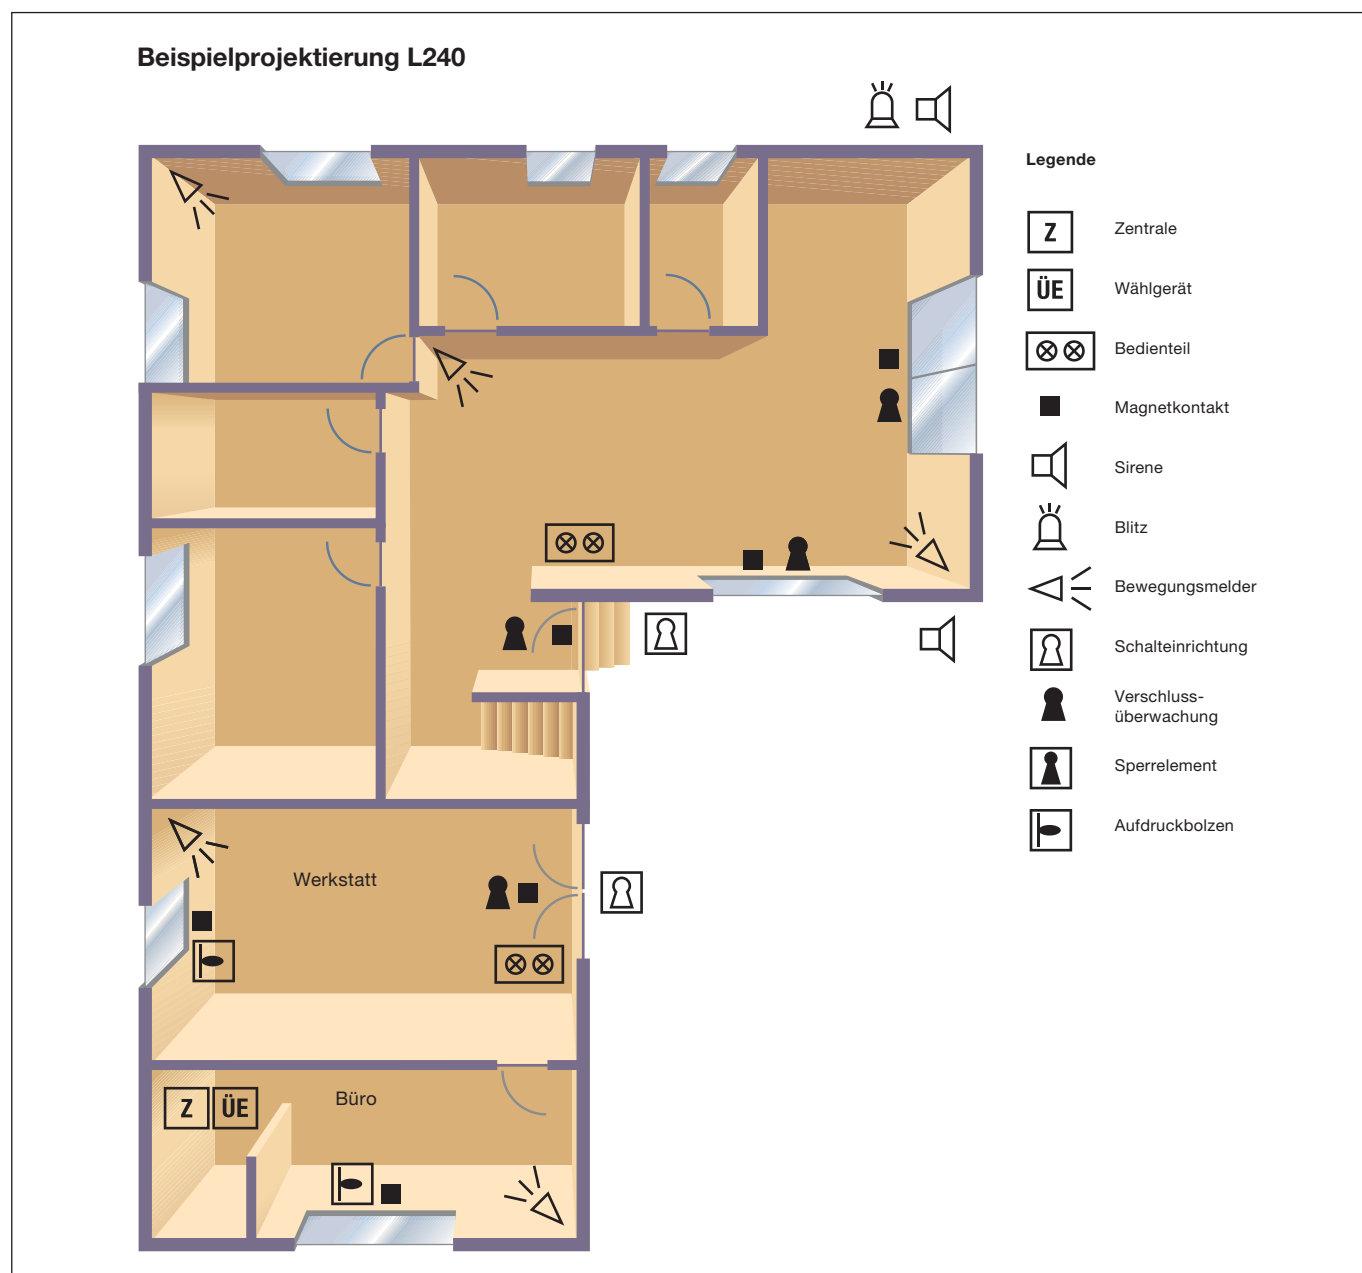 Beispielprojektierung L240
Legende
Z Zentrale
ÜE Wählgerät
Bedienteil
Magnetkontakt
Sirene
Blitz
Bewegungsmelder
Schalteinrichtung
Verschluss-
überwachung
Sperrelement
Aufdruckbolzen
Werkstatt
Z ÜE Büro